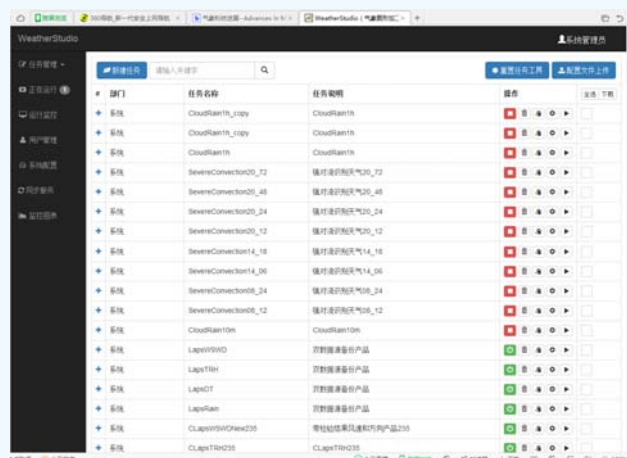 WeatherStudio
系统管理员
任务管理
新建任务
请输入关键字
重置任务工具
配置文件上传
正在运行
运行监控
用户管理
系统配置
同步服务
监控图表
# 部门 任务名称 任务说明 操作 全选 下载
系统 CloudRain1h_copy CloudRain1h
系统 CloudRain1h_copy CloudRain1h
系统 CloudRain1h CloudRain1h
系统 SevereConvection20_72 强对流识别天气20_72
系统 SevereConvection20_48 强对流识别天气20_48
系统 SevereConvection20_24 强对流识别天气20_24
系统 SevereConvection20_12 强对流识别天气20_12
系统 SevereConvection14_18 强对流识别天气14_18
系统 SevereConvection14_06 强对流识别天气14_06
系统 SevereConvection08_24 强对流识别天气08_24
系统 SevereConvection08_12 强对流识别天气08_12
系统 CloudRain10m CloudRain10m
系统 LapsWSWD 双数据源备份产品
系统 LapsTRH 双数据源备份产品
系统 LapsDT 双数据源备份产品
系统 LapsRain 双数据源备份产品
系统 CLapsWSWDNew235
系统 CLapsTRH235 CLapsTRH235